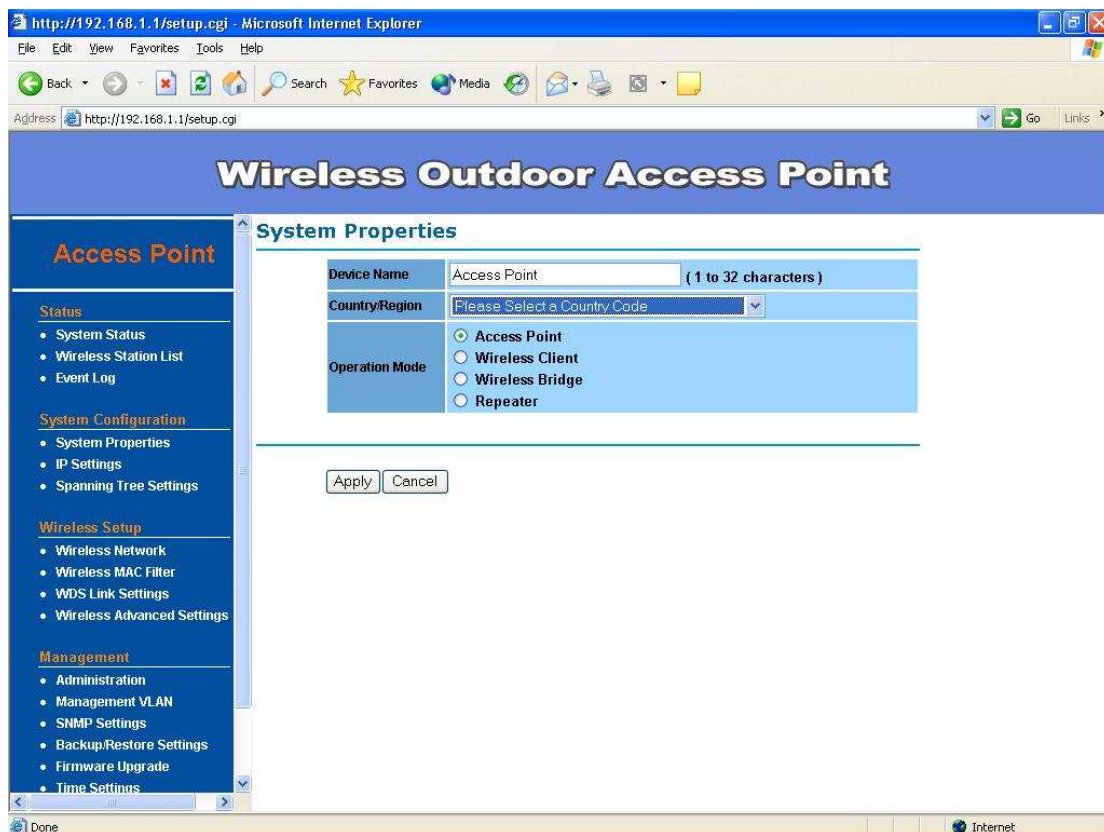 http://192.168.1.1/setup.cgi - Microsoft Internet Explorer
File Edit View Favorites Tools Help
Back Search Favorites Media
Address http://192.168.1.1/setup.cgi Go Links
Wireless Outdoor Access Point
Access Point
Status
System Status
Wireless Station List
Event Log
System Configuration
System Properties
IP Settings
Spanning Tree Settings
Wireless Setup
Wireless Network
Wireless MAC Filter
WDS Link Settings
Wireless Advanced Settings
Management
Administration
Management VLAN
SNMP Settings
Backup/Restore Settings
Firmware Upgrade
Time Settings
System Properties
Device Name Access Point ( 1 to 32 characters )
Country/Region Please Select a Country Code
Operation Mode
Access Point
Wireless Client
Wireless Bridge
Repeater
Apply Cancel
Done Internet